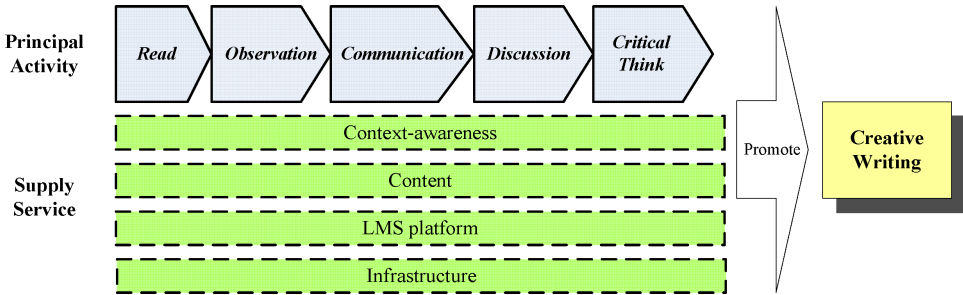 Principal
Activity
Read
Observation
Communication
Discussion
Critical
Think
Supply
Service
Context-awareness
Content
LMS platform
Infrastructure
Promote
Creative
Writing